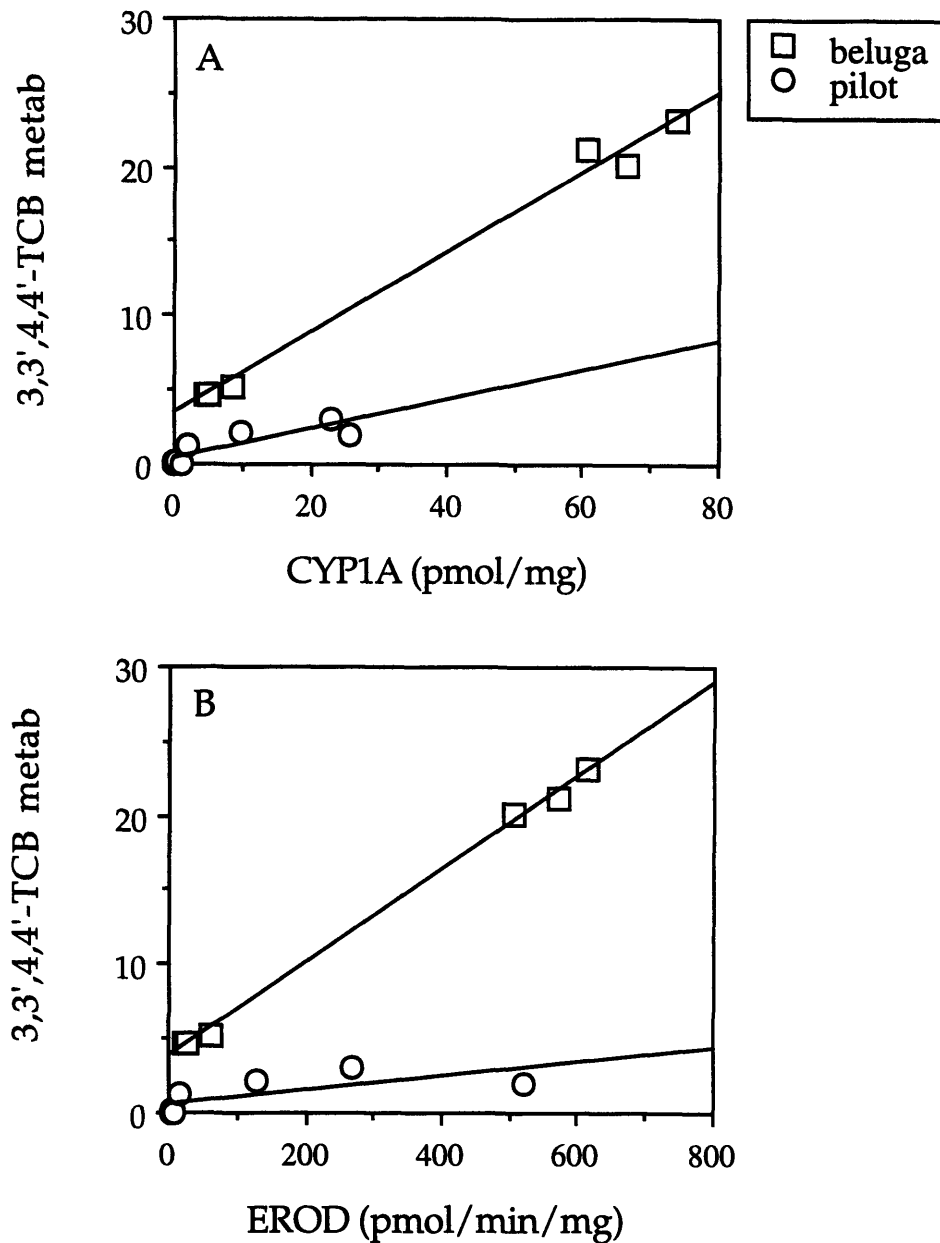 30
A
20
10
0
3,3',4,4'-TCB metab
0 20 40 60 80
CYP1A (pmol/mg)
beluga
pilot
30
B
20
10
0
3,3',4,4'-TCB metab
0 200 400 600 800
EROD (pmol/min/mg)